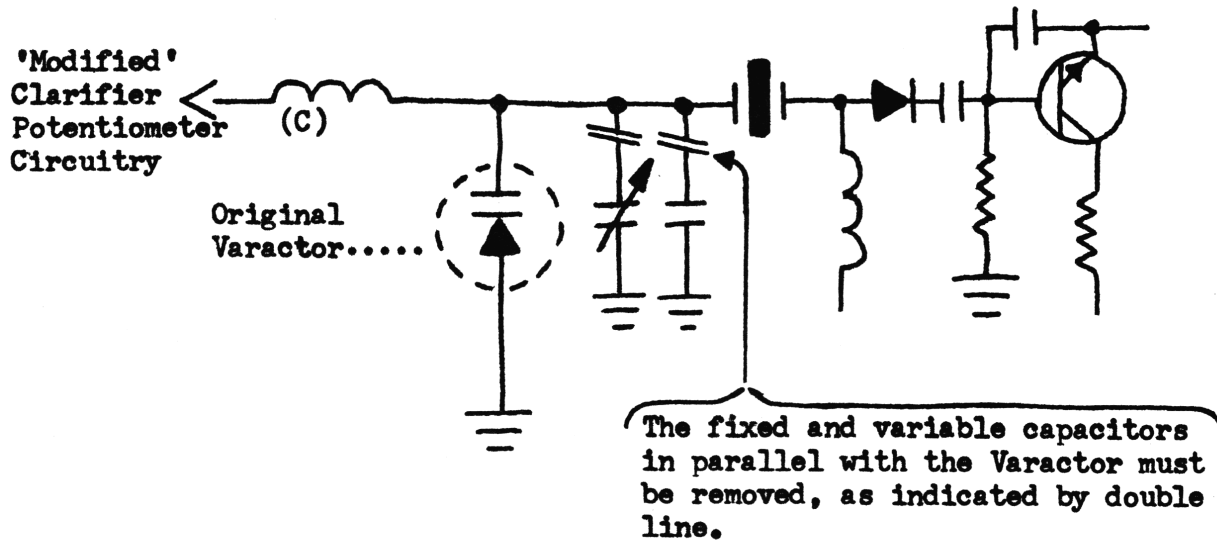 'Modified'
Clarifier
Potentiometer
Circuitry
(C)
Original
Varactor.....
The fixed and variable capacitors
in parallel with the Varactor must
be removed, as indicated by double
line.